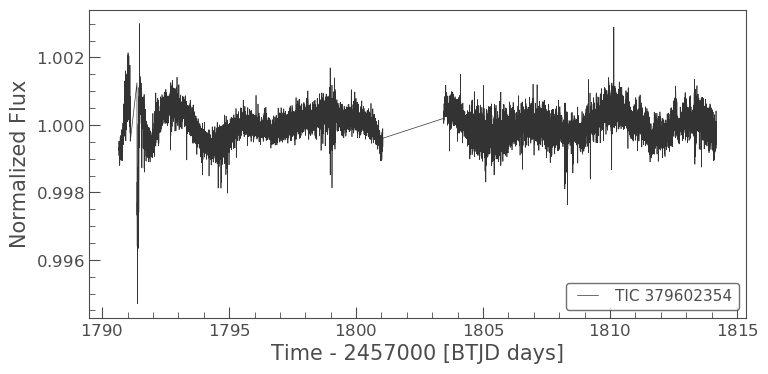 1.002
1.000
0.998
0.996
Normalized Flux
TIC 379602354
1790 1795 1800 1805 1810 1815
Time - 2457000 [BTJD days]